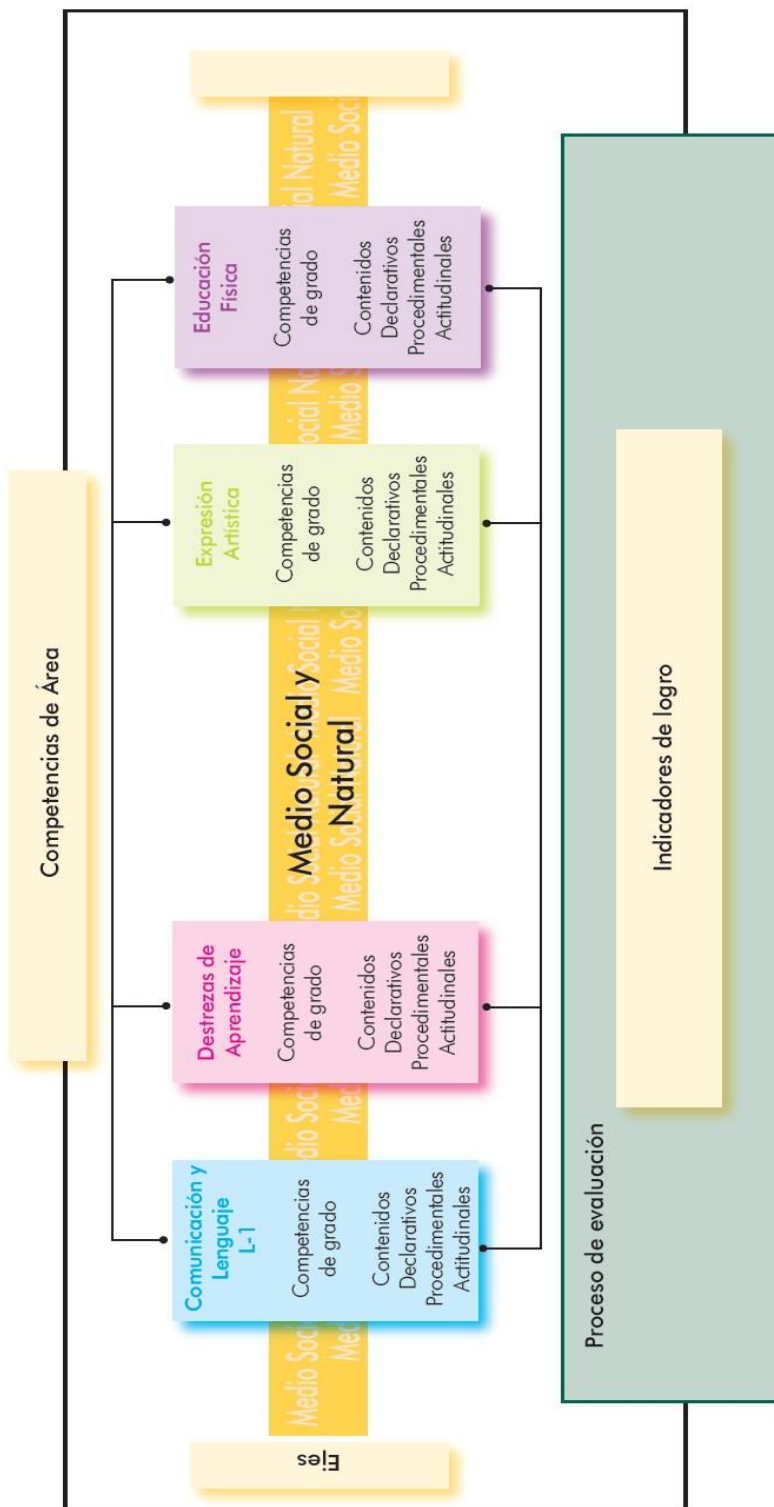 Competencias de Área
Ejes
Comunicación y
Lenguaje
L-1
Competencias
de grado
Contenidos
Declarativos
Procedimentales
Actitudinales
Destrezas de
Aprendizaje
Competencias
de grado
Contenidos
Declarativos
Procedimentales
Actitudinales
Medio Social y
Natural
Expresión
Artística
Competencias
de grado
Contenidos
Declarativos
Procedimentales
Actitudinales
Educación
Física
Competencias
de grado
Contenidos
Declarativos
Procedimentales
Actitudinales
Proceso de evaluación
Indicadores de logro